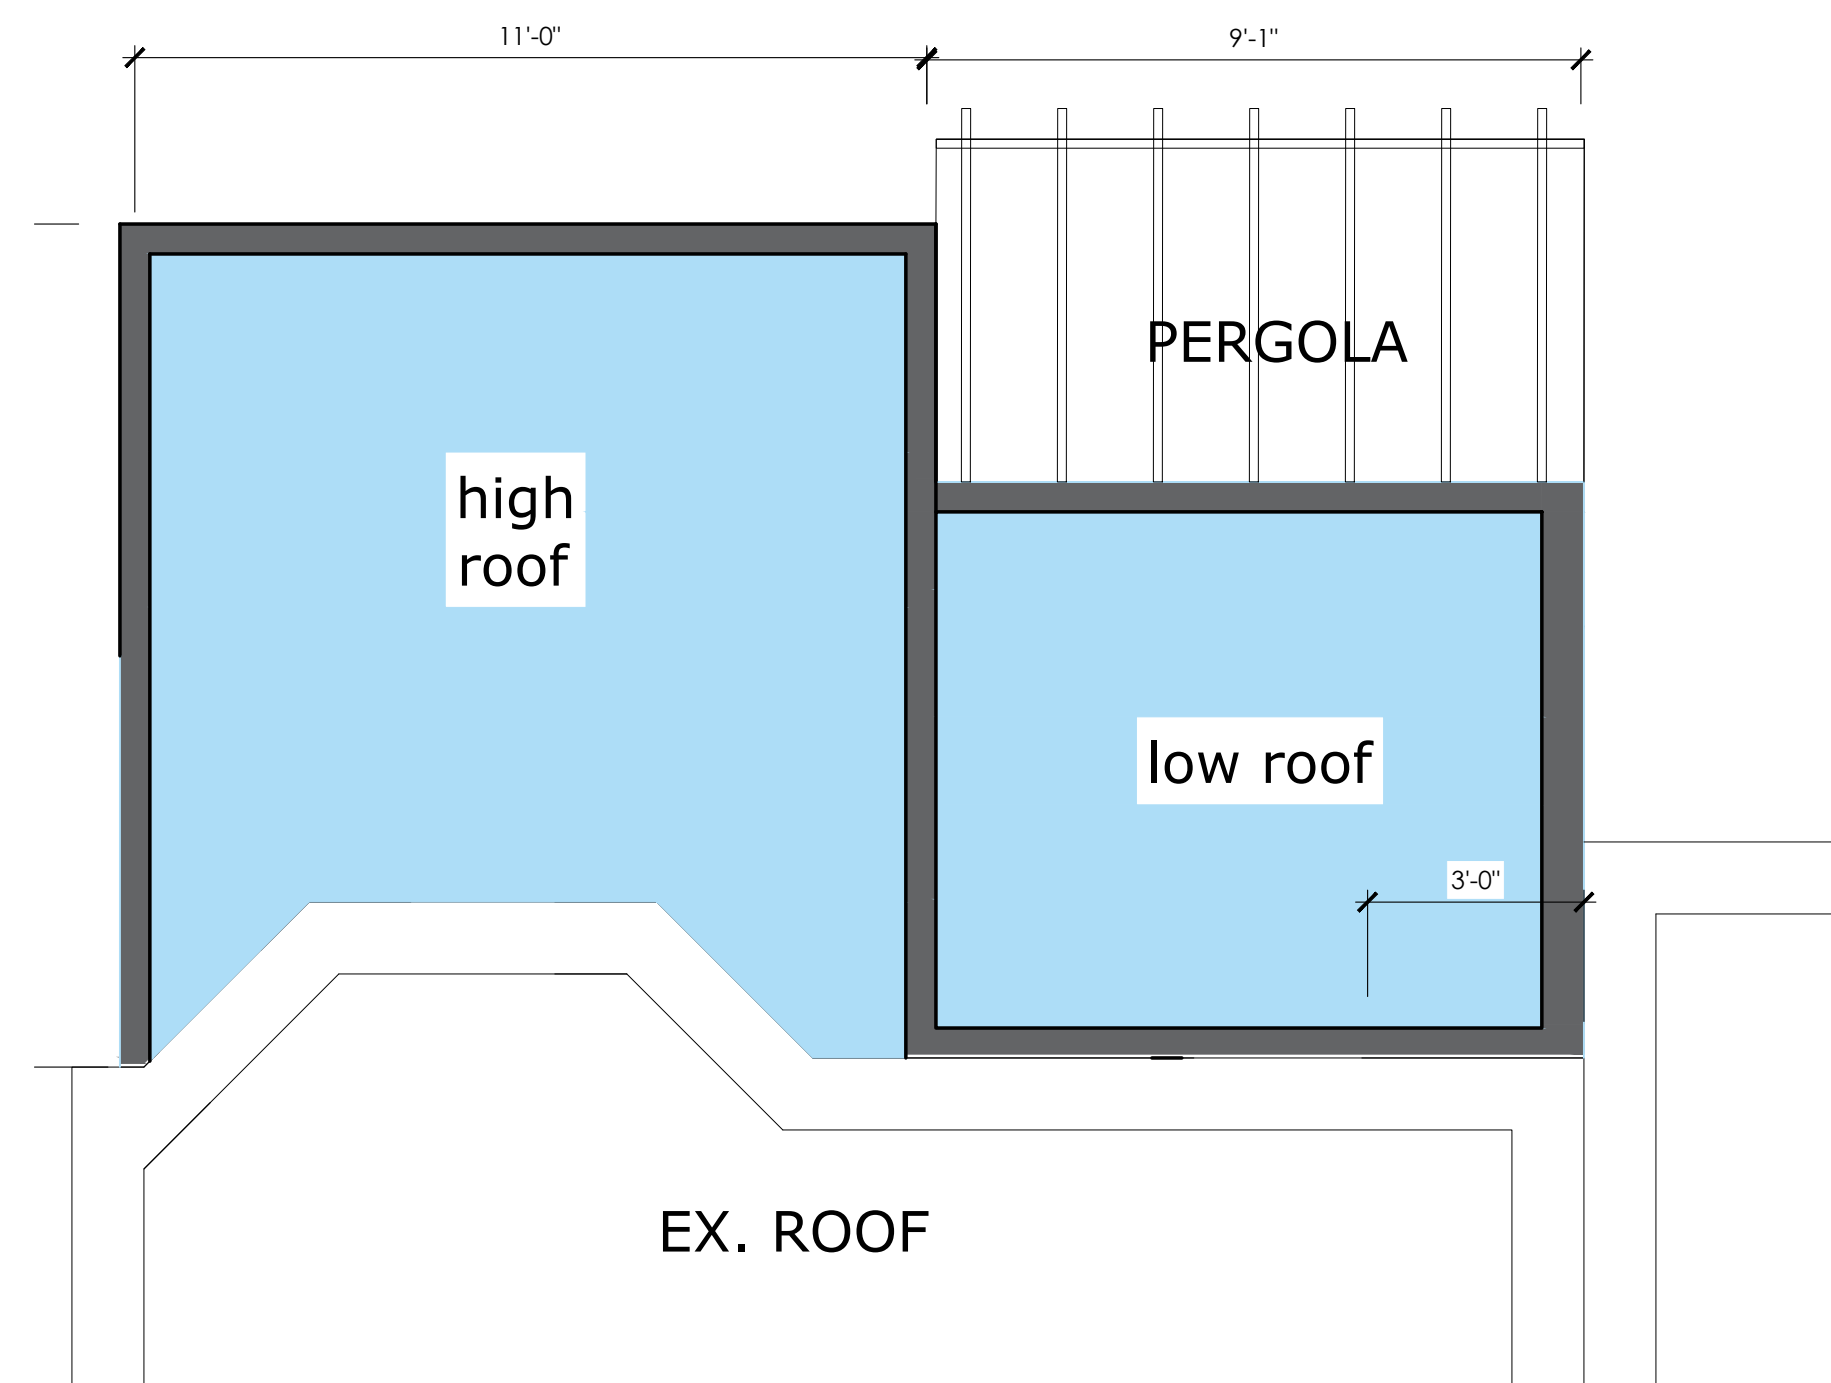 11'-0"
9'-1"
PERGOLA
high
roof
low roof
3'-0"
EX. ROOF